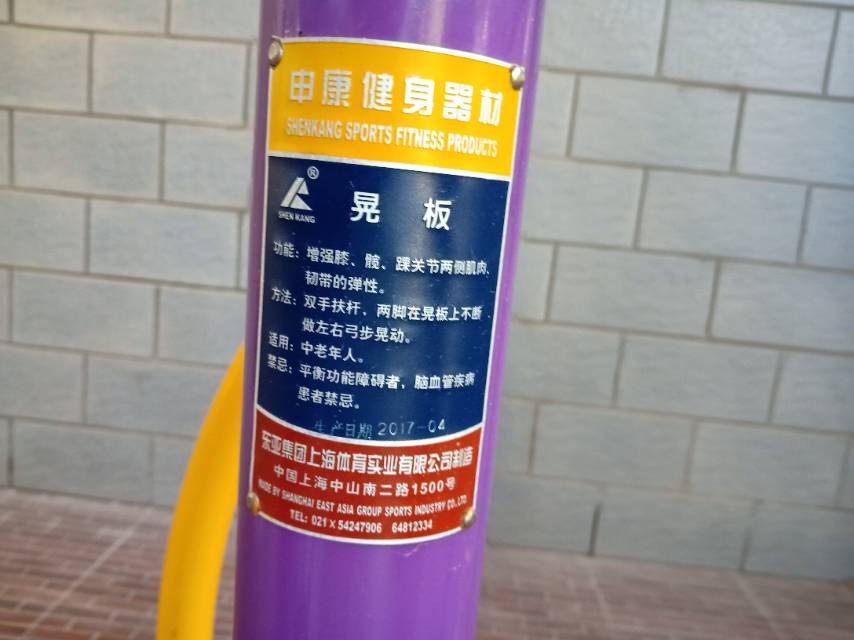 申康健身器材
SHENKANG SPORTS FITNESS PRODUCTS
®
SHEN KANG
晃板
功能：增强膝、髋、踝关节两侧肌肉、
韧带的弹性。
方法：双手扶杆，两脚在晃板上不断
做左右弓步晃动。
适用：中老年人。
禁忌：平衡功能障碍者，脑血管疾病
患者禁忌。
生产日期 2017-04
东亚集团上海体育实业有限公司制造
中国上海中山南二路1500号
MADE BY SHANGHAI EAST ASIA GROUP SPORTS INDUSTRY CO.,LTD.
TEL: 021 X 54247906 64812334